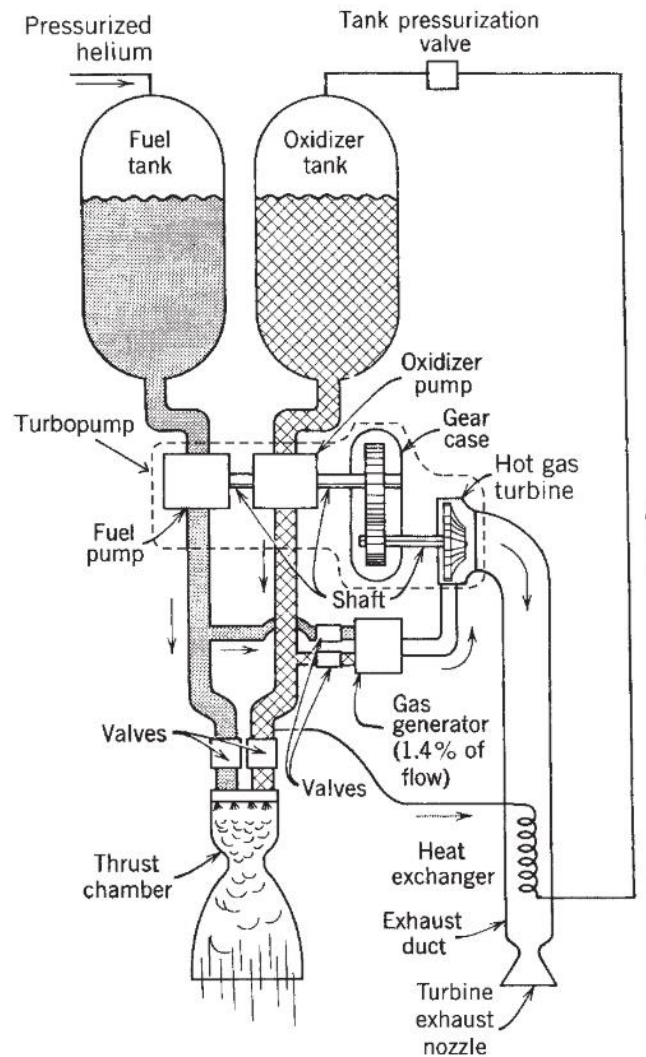 Pressurized
helium
Tank pressurization
valve
Fuel
tank
Oxidizer
tank
Oxidizer
pump
Turbopump
Gear
case
Hot gas
turbine
Fuel
pump
Shaft
Valves
Valves
Gas
generator
(1.4% of
flow)
Thrust
chamber
Heat
exchanger
Exhaust
duct
Turbine
exhaust
nozzle